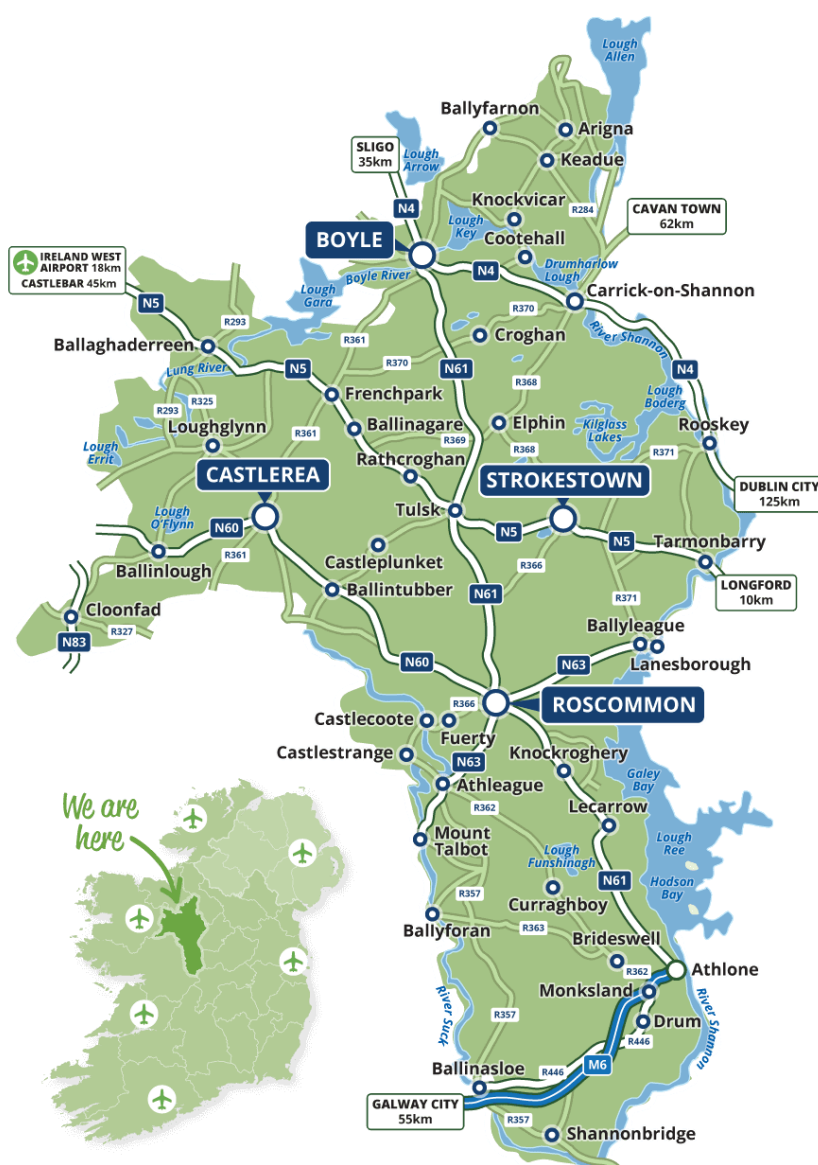 Lough
Allen
Ballyfarnon
Arigna
SLIGO
35km
Lough
Arrow
Keadue
Knockvicar
N4
R284
CAVAN TOWN
62km
Lough
Key
BOYLE
Cootehall
IRELAND WEST
AIRPORT 18km
CASTLEBAR 45km
Boyle River
N4
Drumharlow
Lough
Carrick-on-Shannon
N5
Lough
Gara
R370
R293
River Shannon
Croghan
R361
Ballaghaderreen
Lung River
R370
N5
N61
N4
R368
Frenchpark
Lough
Boderg
R325
R293
Loughglynn
Ballinagare
Elphin
Kilglass
Lakes
Rooskey
R361
R369
R368
R371
Lough
Errit
Rathcroghan
CASTLEREA
STROKESTOWN
DUBLIN CITY
125km
Lough
O'Flynn
Tulsk
N60
N5
N5
Tarmonbarry
R361
Castleplunket
R366
Ballinlough
LONGFORD
10km
Ballintubber
N61
R371
Cloonfad
R327
N83
Ballyleague
N60
N63
Lanesborough
R366
ROSCOMMON
Castlecoote
Fuerty
Castlestrange
N63
Knockroghery
Athleague
Galey
Bay
R362
Lecarrow
We are
here
Mount
Talbot
Lough
Ree
Lough
Funshinagh
N61
Hodson
Bay
R357
Curraghboy
Ballyforan
R363
Brideswell
R362
Athlone
Monksland
River Suck
R357
Drum
River Shannon
R446
M6
Ballinasloe
R446
GALWAY CITY
55km
R357
Shannonbridge